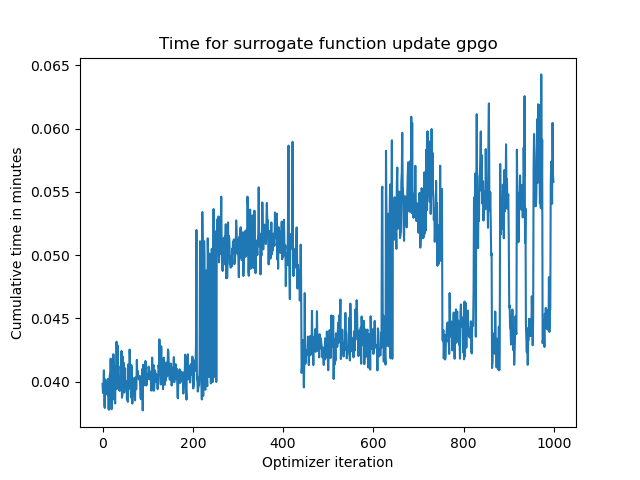 Time for surrogate function update gpgo
Cumulative time in minutes
0.065
0.060
0.055
0.050
0.045
0.040
0 200 400 600 800 1000
Optimizer iteration